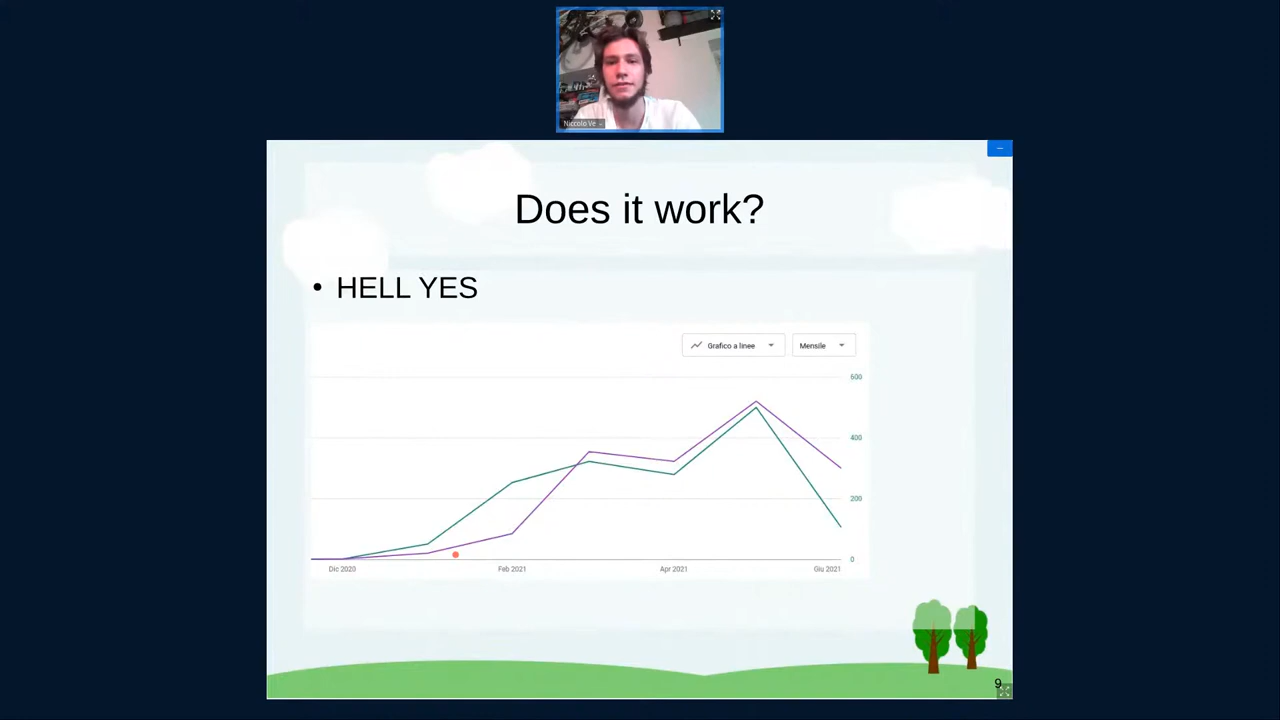 Niccolo Ve
Does it work?
• HELL YES
Grafico a linee
Mensile
600
400
200
0
Dic 2020
Feb 2021
Apr 2021
Giu 2021
9